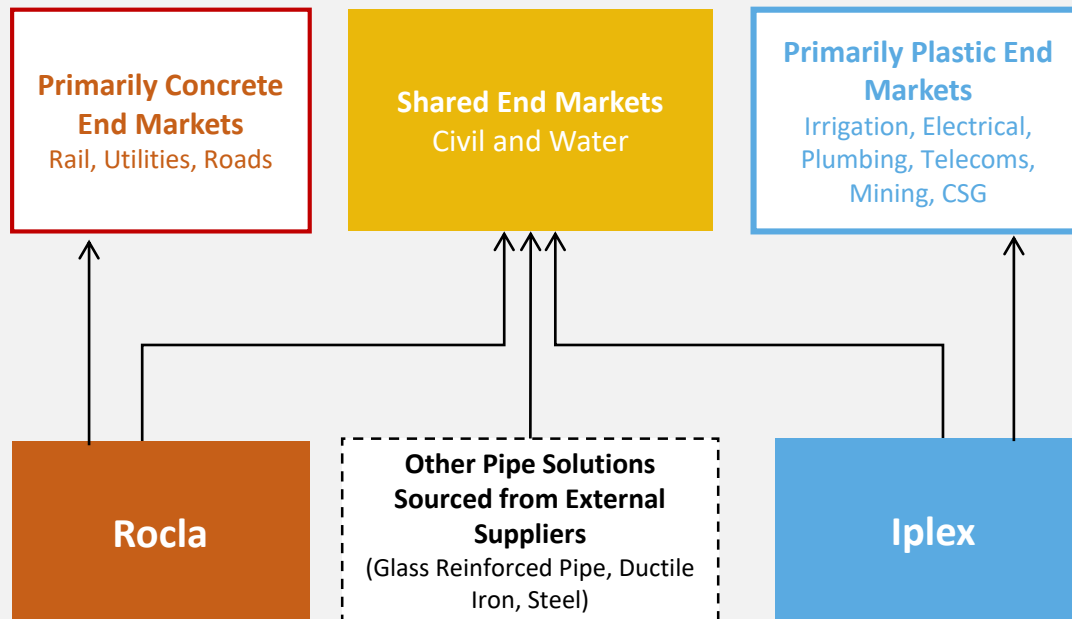 Primarily Concrete
End Markets
Rail, Utilities, Roads
Shared End Markets
Civil and Water
Primarily Plastic End
Markets
Irrigation, Electrical,
Plumbing, Telecoms,
Mining, CSG
Rocla
Other Pipe Solutions
Sourced from External
Suppliers
(Glass Reinforced Pipe, Ductile
Iron, Steel)
Iplex